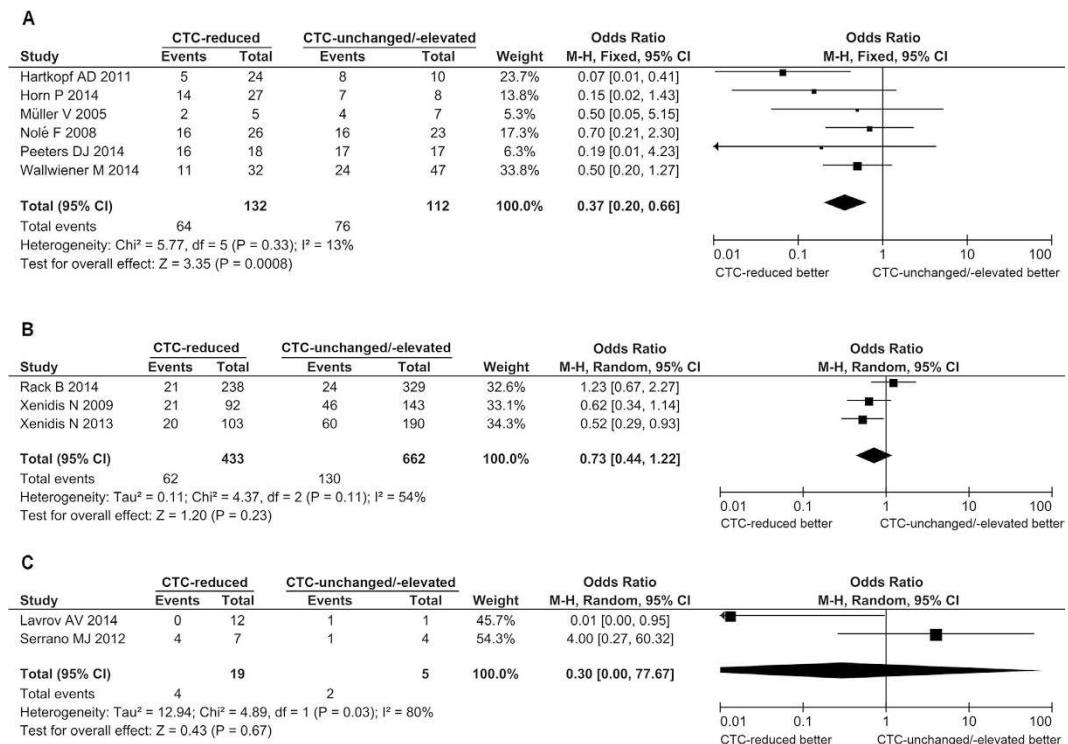 A
CTC-reduced CTC-unchanged/-elevated Odds Ratio Odds Ratio
Study Events Total Events Total Weight M-H, Fixed, 95% CI M-H, Fixed, 95% CI
Hartkopf AD 2011 5 24 8 10 23.7% 0.07 [0.01, 0.41]
Horn P 2014 14 27 7 8 13.8% 0.15 [0.02, 1.43]
Müller V 2005 2 5 4 7 5.3% 0.50 [0.05, 5.15]
Nolé F 2008 16 26 16 23 17.3% 0.70 [0.21, 2.30]
Peeters DJ 2014 16 18 17 17 6.3% 0.19 [0.01, 4.23]
Wallwiener M 2014 11 32 24 47 33.8% 0.50 [0.20, 1.27]
Total (95% CI) 132 112 100.0% 0.37 [0.20, 0.66]
Total events 64 76
Heterogeneity: Chi² = 5.77, df = 5 (P = 0.33); I² = 13%
Test for overall effect: Z = 3.35 (P = 0.0008)
0.01 0.1 1 10 100
CTC-reduced better CTC-unchanged/-elevated better
B
CTC-reduced CTC-unchanged/-elevated Odds Ratio Odds Ratio
Study Events Total Events Total Weight M-H, Random, 95% CI M-H, Random, 95% CI
Rack B 2014 21 238 24 329 32.6% 1.23 [0.67, 2.27]
Xenidis N 2009 21 92 46 143 33.1% 0.62 [0.34, 1.14]
Xenidis N 2013 20 103 60 190 34.3% 0.52 [0.29, 0.93]
Total (95% CI) 433 662 100.0% 0.73 [0.44, 1.22]
Total events 62 130
Heterogeneity: Tau² = 0.11; Chi² = 4.37, df = 2 (P = 0.11); I² = 54%
Test for overall effect: Z = 1.20 (P = 0.23)
0.01 0.1 1 10 100
CTC-reduced better CTC-unchanged/-elevated better
C
CTC-reduced CTC-unchanged/-elevated Odds Ratio Odds Ratio
Study Events Total Events Total Weight M-H, Random, 95% CI M-H, Random, 95% CI
Lavrov AV 2014 0 12 1 1 45.7% 0.01 [0.00, 0.95]
Serrano MJ 2012 4 7 1 4 54.3% 4.00 [0.27, 60.32]
Total (95% CI) 19 5 100.0% 0.30 [0.00, 77.67]
Total events 4 2
Heterogeneity: Tau² = 12.94; Chi² = 4.89, df = 1 (P = 0.03); I² = 80%
Test for overall effect: Z = 0.43 (P = 0.67)
0.01 0.1 1 10 100
CTC-reduced better CTC-unchanged/-elevated better